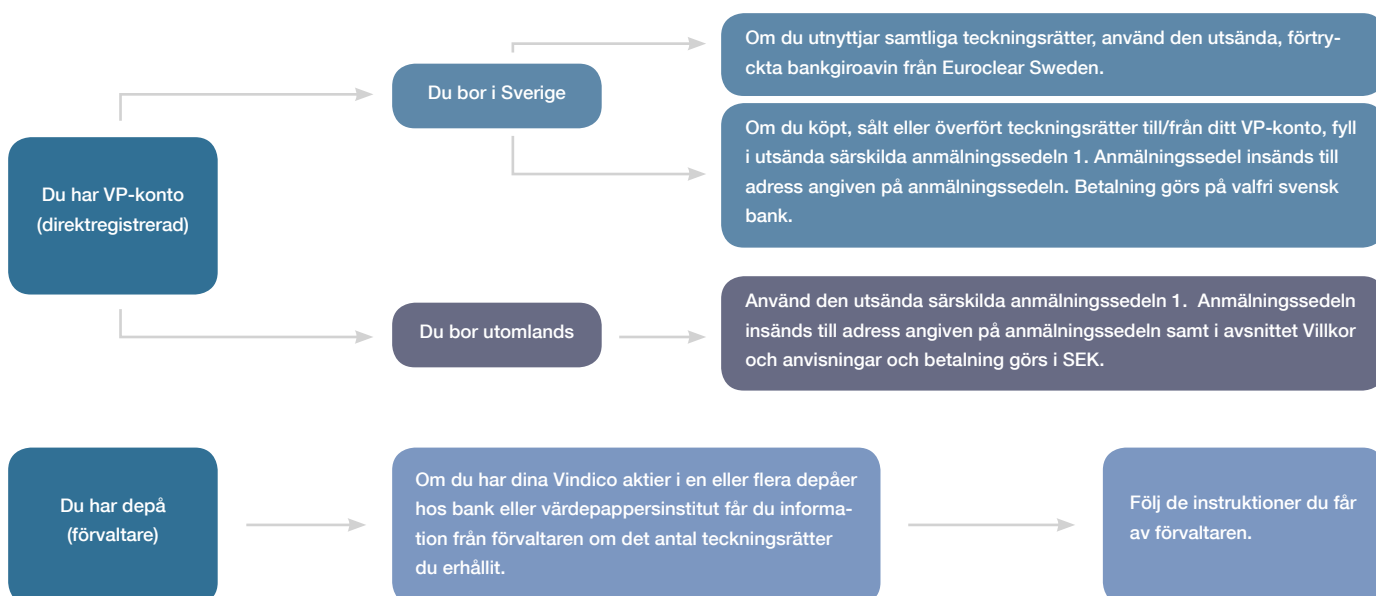 Du har VP-konto
(direktregistrerad)
Du bor i Sverige
Om du utnyttjar samtliga teckningsrätter, använd den utsända, förtry-
ckta bankgiroavin från Euroclear Sweden.
Om du köpt, sålt eller överfört teckningsrätter till/från ditt VP-konto, fyll
i utsända särskilda anmälningssedeln 1. Anmälningssedel insänds till
adress angiven på anmälningssedeln. Betalning görs på valfri svensk
bank.
Du bor utomlands
Använd den utsända särskilda anmälningssedeln 1. Anmälningssedeln
insänds till adress angiven på anmälningssedeln samt i avsnittet Villkor
och anvisningar och betalning görs i SEK.
Du har depå
(förvaltare)
Om du har dina Vindico aktier i en eller flera depåer
hos bank eller värdepappersinstitut får du informa-
tion från förvaltaren om det antal teckningsrätter
du erhållit.
Följ de instruktioner du får
av förvaltaren.